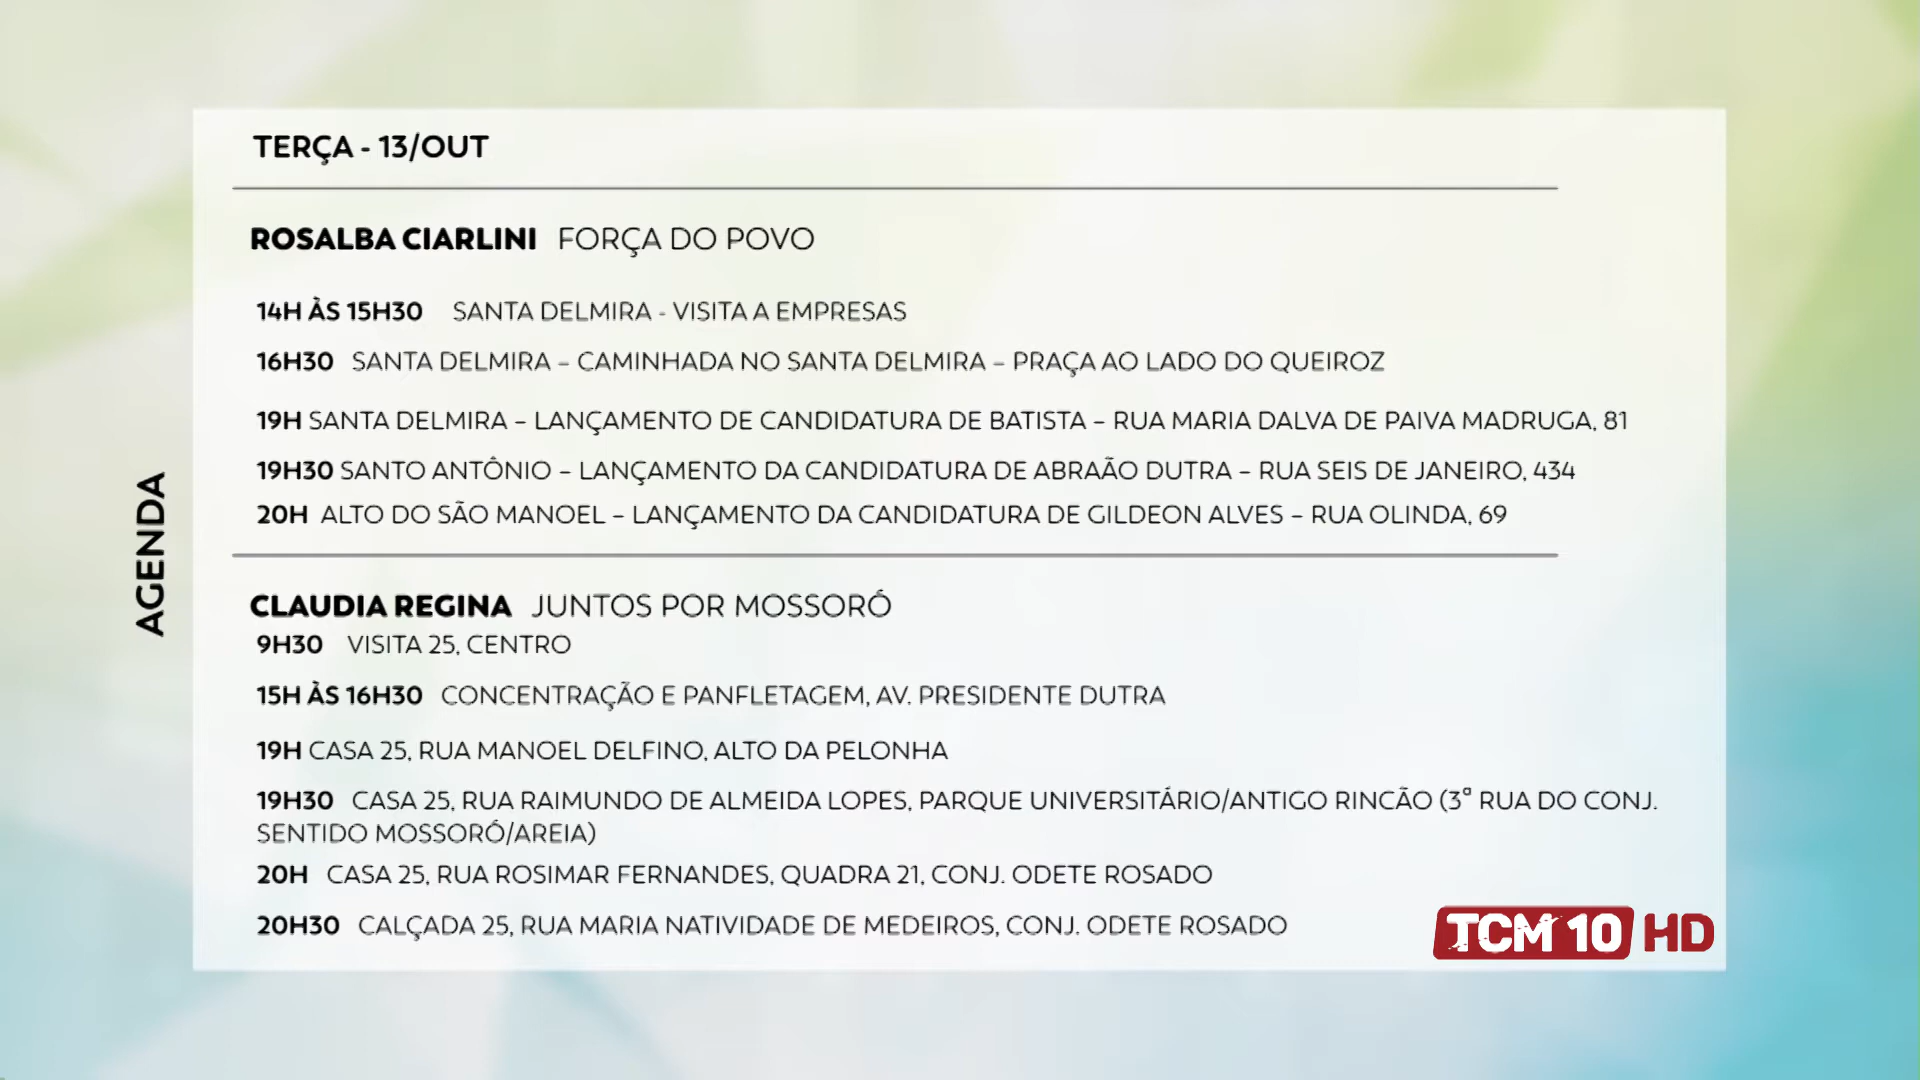 TERÇA - 13/OUT
ROSALBA CIARLINI FORÇA DO POVO
14H ÀS 15H30 SANTA DELMIRA - VISITA A EMPRESAS
16H30 SANTA DELMIRA – CAMINHADA NO SANTA DELMIRA – PRAÇA AO LADO DO QUEIROZ
19H SANTA DELMIRA – LANÇAMENTO DE CANDIDATURA DE BATISTA – RUA MARIA DALVA DE PAIVA MADRUGA, 81
19H30 SANTO ANTÔNIO – LANÇAMENTO DA CANDIDATURA DE ABRAÃO DUTRA – RUA SEIS DE JANEIRO, 434
20H ALTO DO SÃO MANOEL – LANÇAMENTO DA CANDIDATURA DE GILDEON ALVES – RUA OLINDA, 69
AGENDA
CLAUDIA REGINA JUNTOS POR MOSSORÓ
9H30 VISITA 25, CENTRO
15H ÀS 16H30 CONCENTRAÇÃO E PANFLETAGEM, AV. PRESIDENTE DUTRA
19H CASA 25, RUA MANOEL DELFINO, ALTO DA PELONHA
19H30 CASA 25, RUA RAIMUNDO DE ALMEIDA LOPES, PARQUE UNIVERSITÁRIO/ANTIGO RINCÃO (3ª RUA DO CONJ.
SENTIDO MOSSORÓ/AREIA)
20H CASA 25, RUA ROSIMAR FERNANDES, QUADRA 21, CONJ. ODETE ROSADO
20H30 CALÇADA 25, RUA MARIA NATIVIDADE DE MEDEIROS, CONJ. ODETE ROSADO
TCM 10 HD